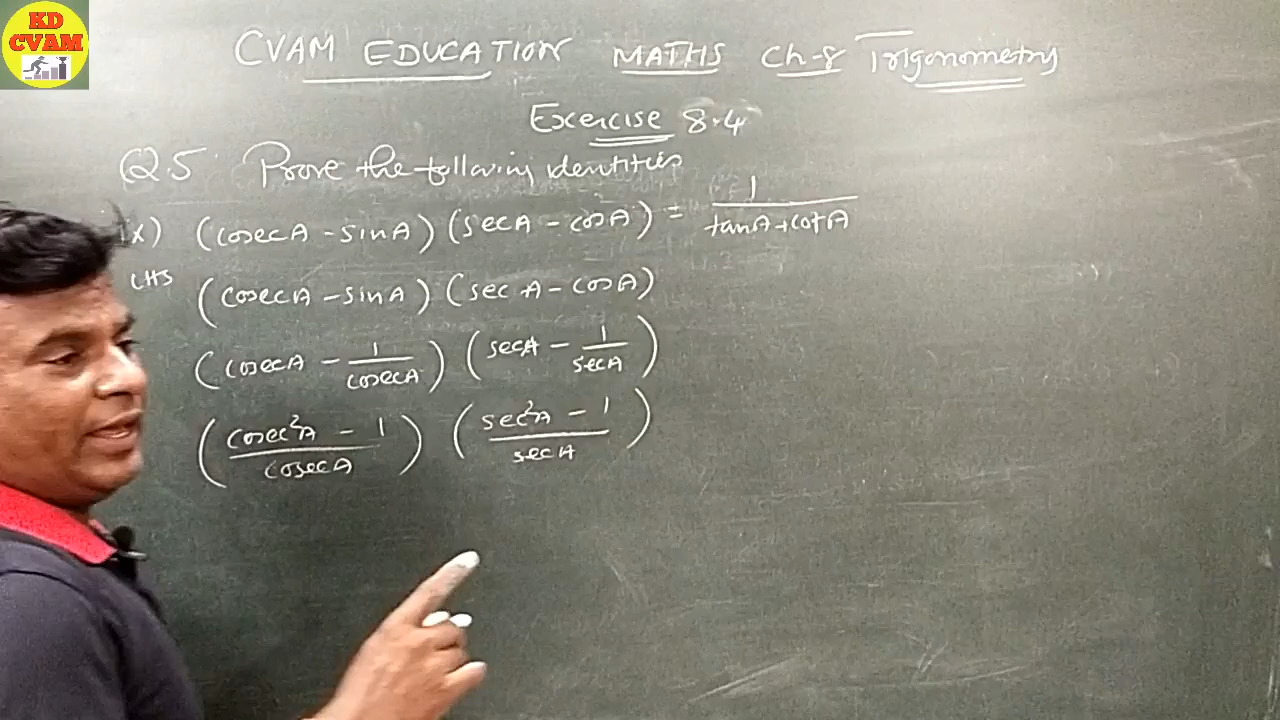 KD
CVAM
CVAM EDUCATION MATHS Ch-8 Trigonometry
Exercise 8.4
Q5. Prove the following identities
ix) (cosecA - sinA) (secA - cosA) = 1/(tanA + cotA)
LHS (cosecA - sinA) (secA - cosA)
(cosecA - 1/cosecA) (secA - 1/secA)
((cosec²A - 1)/cosecA) ((sec²A - 1)/secA)